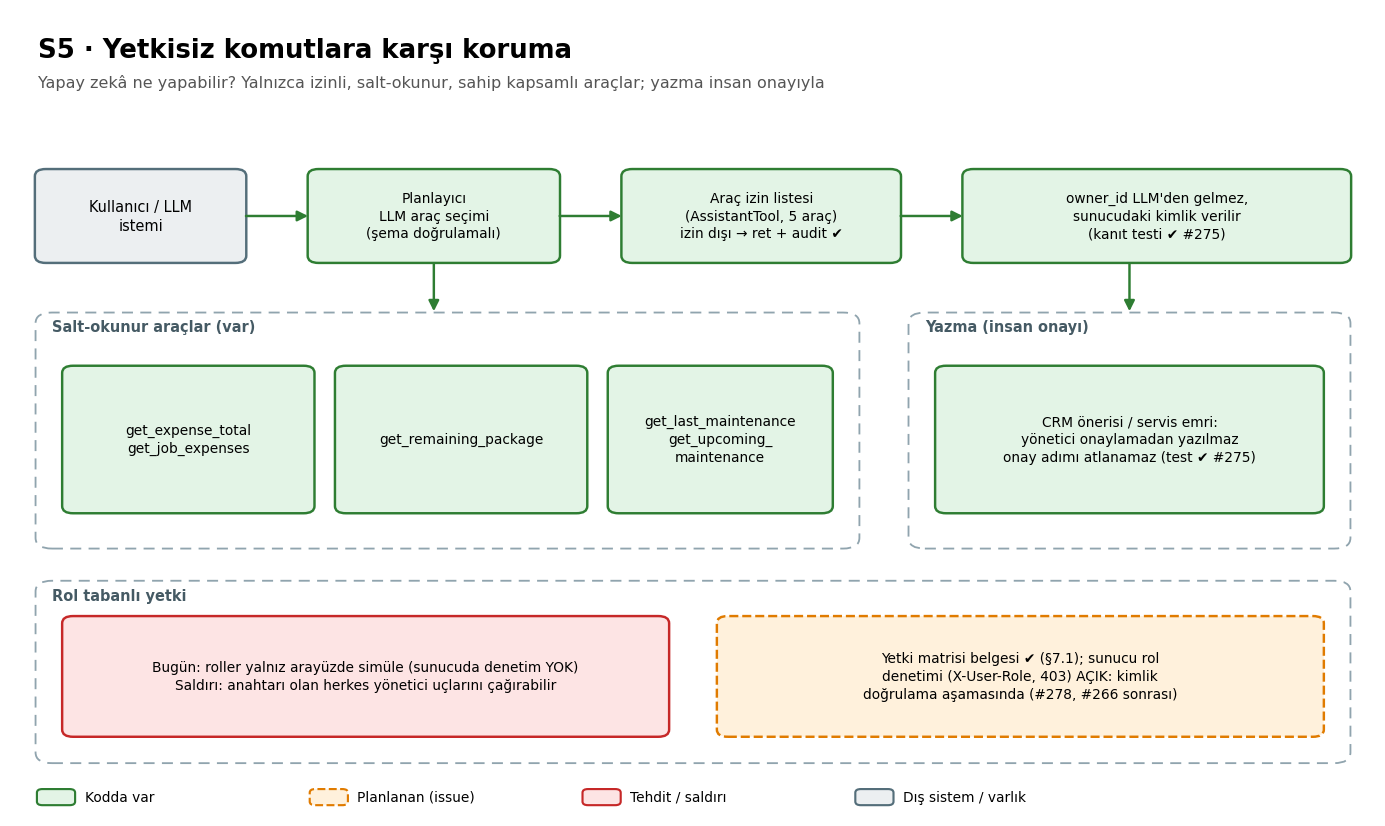 S5 · Yetkisiz komutlara karşı koruma
Yapay zekâ ne yapabilir? Yalnızca izinli, salt-okunur, sahip kapsamlı araçlar; yazma insan onayıyla
Kullanıcı / LLM
istemi
Planlayıcı
LLM araç seçimi
(şema doğrulamalı)
Araç izin listesi
(AssistantTool, 5 araç)
izin dışı → ret + audit ✔
owner_id LLM'den gelmez,
sunucudaki kimlik verilir
(kanıt testi ✔ #275)
Salt-okunur araçlar (var)
get_expense_total
get_job_expenses
get_remaining_package
get_last_maintenance
get_upcoming_
maintenance
Yazma (insan onayı)
CRM önerisi / servis emri:
yönetici onaylamadan yazılmaz
onay adımı atlanamaz (test ✔ #275)
Rol tabanlı yetki
Bugün: roller yalnız arayüzde simüle (sunucuda denetim YOK)
Saldırı: anahtarı olan herkes yönetici uçlarını çağırabilir
Yetki matrisi belgesi ✔ (§7.1); sunucu rol
denetimi (X-User-Role, 403) AÇIK: kimlik
doğrulama aşamasında (#278, #266 sonrası)
Kodda var
Planlanan (issue)
Tehdit / saldırı
Dış sistem / varlık